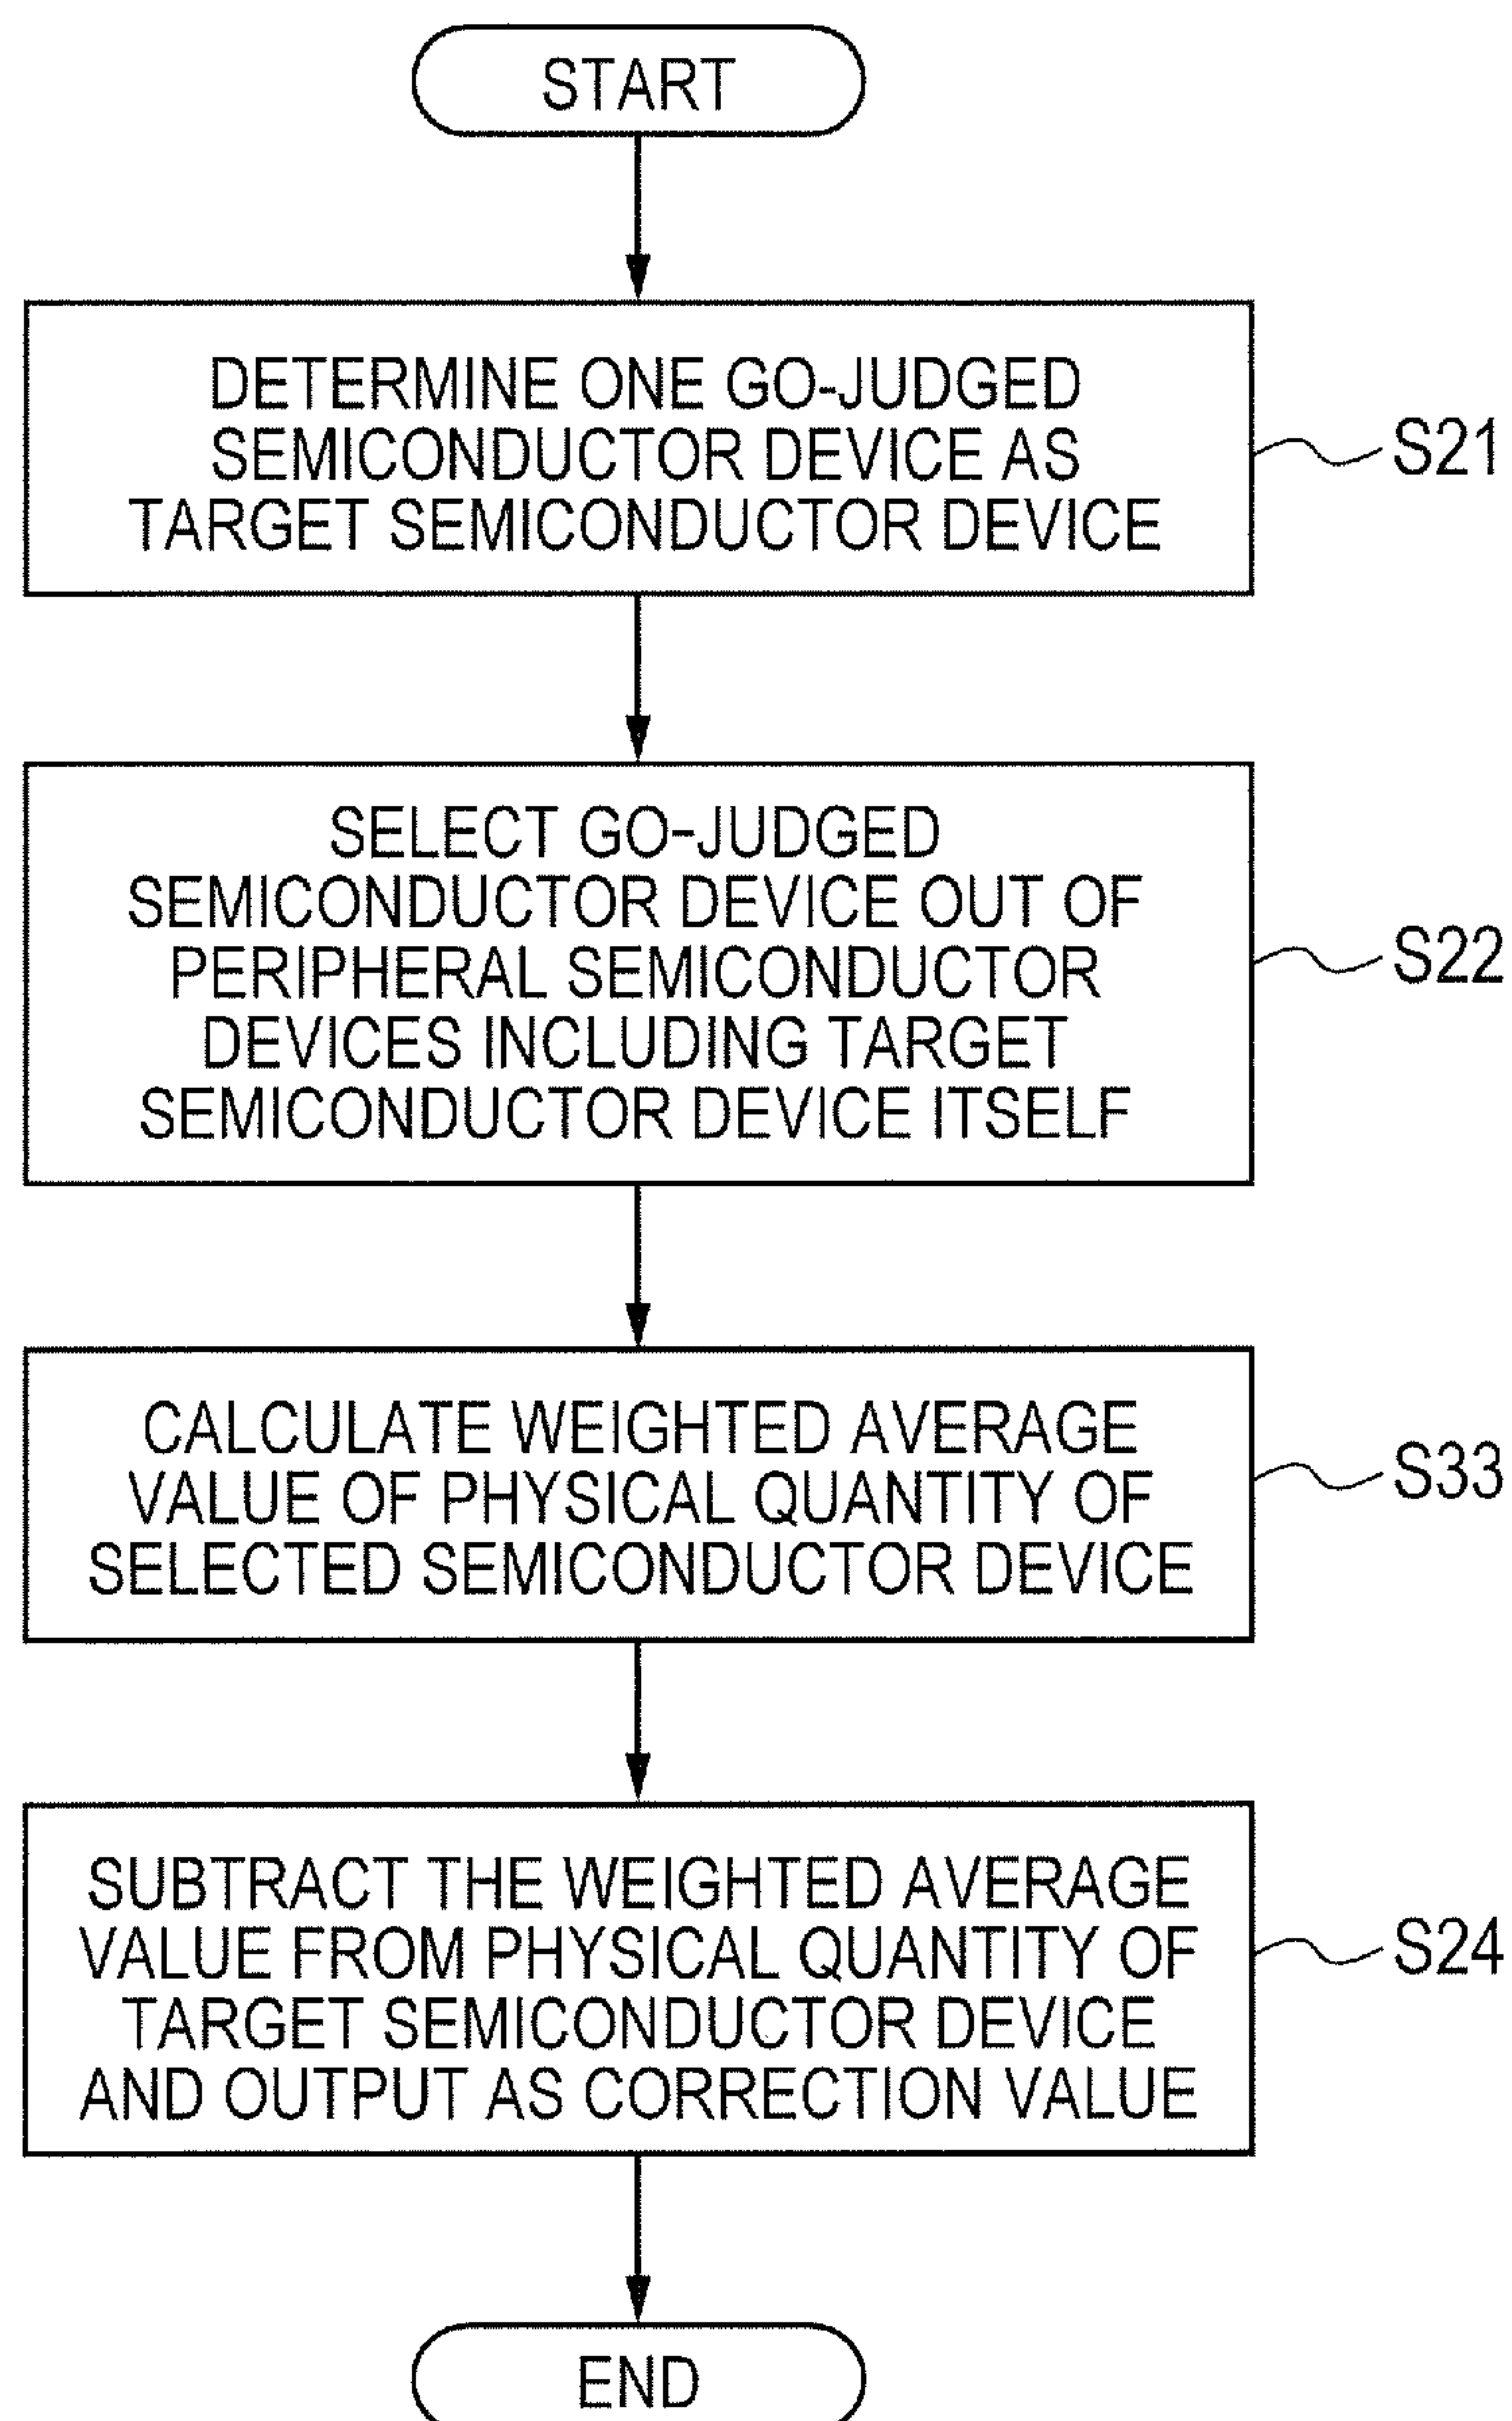 START
DETERMINE ONE GO-JUDGED
SEMICONDUCTOR DEVICE AS
TARGET SEMICONDUCTOR DEVICE
S21
SELECT GO-JUDGED
SEMICONDUCTOR DEVICE OUT OF
PERIPHERAL SEMICONDUCTOR
DEVICES INCLUDING TARGET
SEMICONDUCTOR DEVICE ITSELF
S22
CALCULATE WEIGHTED AVERAGE
VALUE OF PHYSICAL QUANTITY OF
SELECTED SEMICONDUCTOR DEVICE
S33
SUBTRACT THE WEIGHTED AVERAGE
VALUE FROM PHYSICAL QUANTITY OF
TARGET SEMICONDUCTOR DEVICE
AND OUTPUT AS CORRECTION VALUE
S24
END